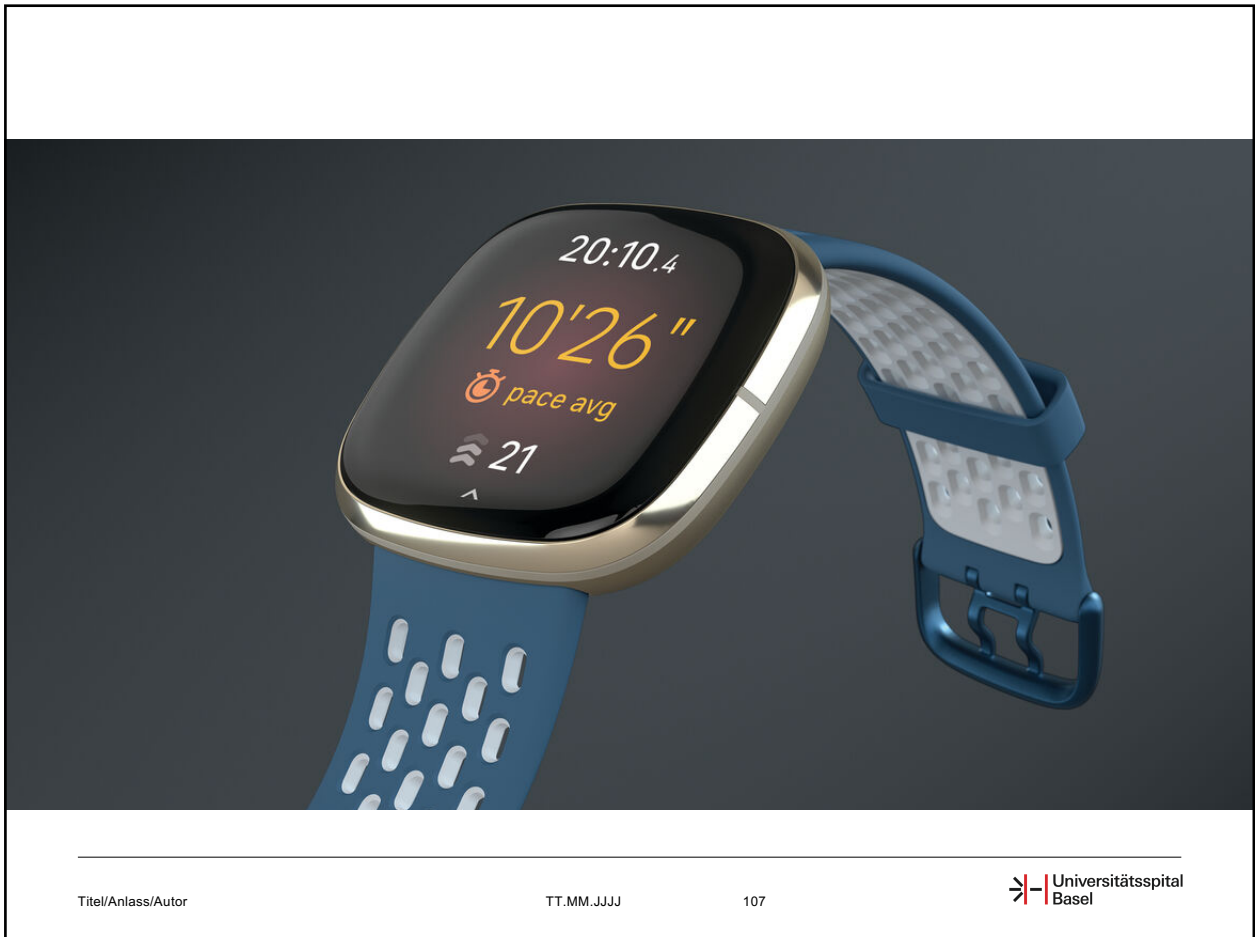 20:10.4
10'26"
pace avg
21
Titel/Anlass/Autor
TT.MM.JJJJ
107
Universitätsspital
Basel